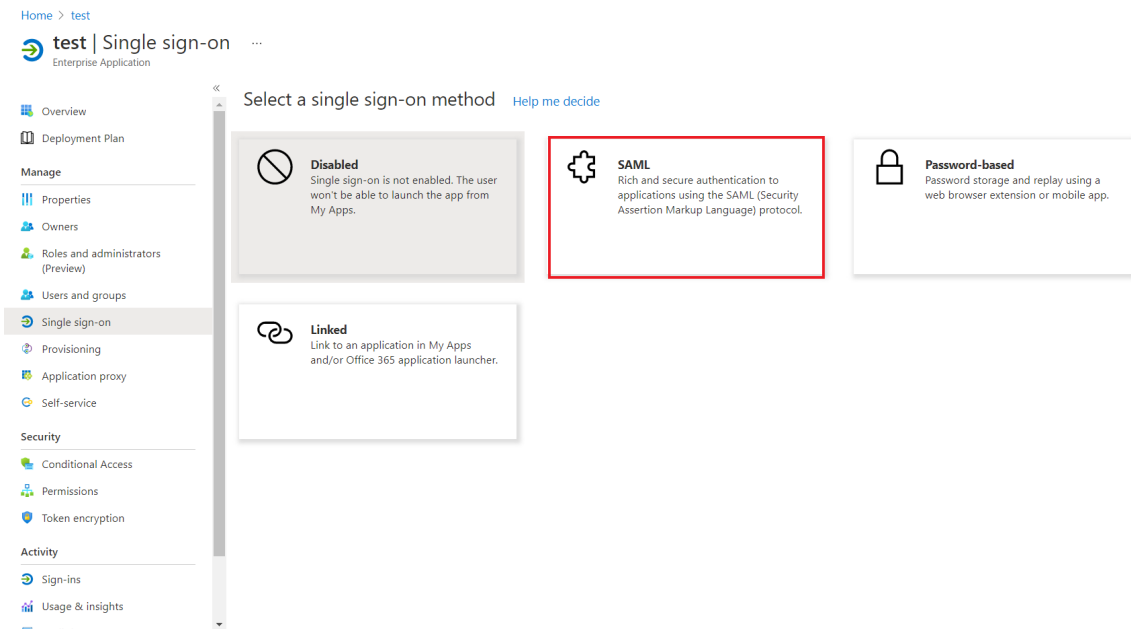 Home > test
test | Single sign-on ...
Enterprise Application
«
Overview
Deployment Plan
Manage
Properties
Owners
Roles and administrators
(Preview)
Users and groups
Single sign-on
Provisioning
Application proxy
Self-service
Security
Conditional Access
Permissions
Token encryption
Activity
Sign-ins
Usage & insights
Select a single sign-on method Help me decide
Disabled
Single sign-on is not enabled. The user
won't be able to launch the app from
My Apps.
SAML
Rich and secure authentication to
applications using the SAML (Security
Assertion Markup Language) protocol.
Password-based
Password storage and replay using a
web browser extension or mobile app.
Linked
Link to an application in My Apps
and/or Office 365 application launcher.